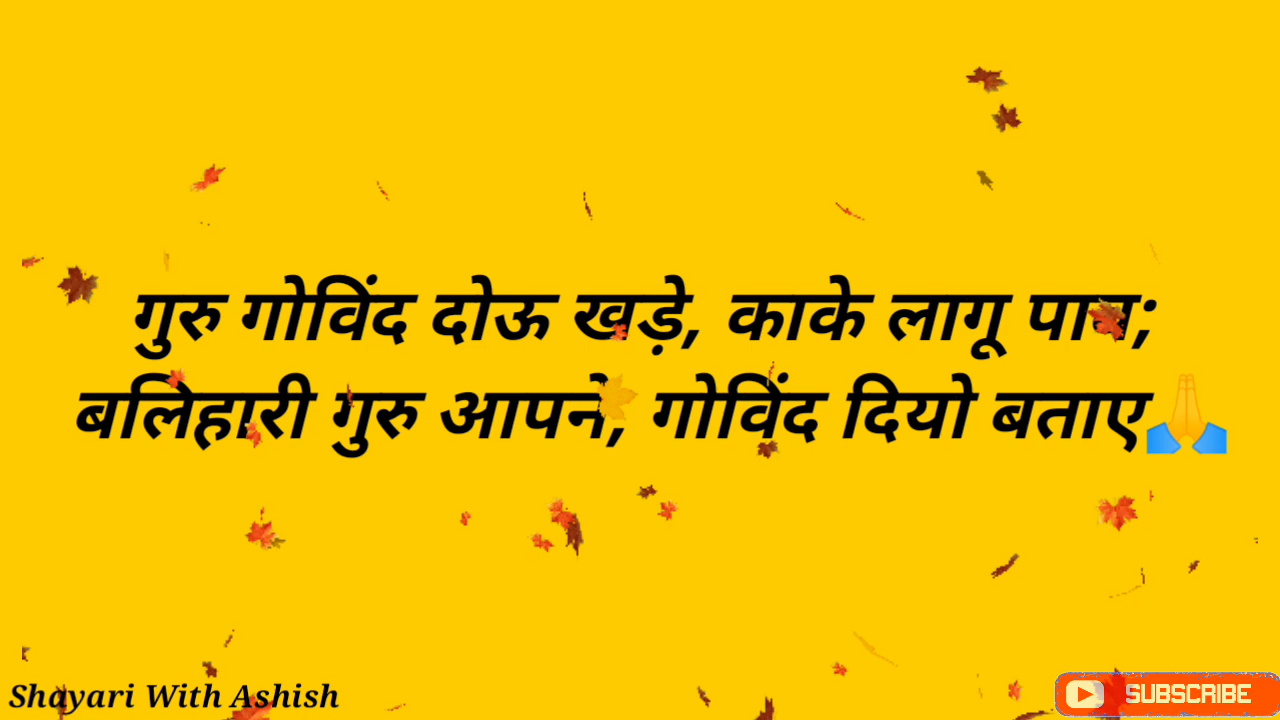 गुरु गोविंद दोऊ खड़े, काके लागू पाय;
बलिहारी गुरु आपने, गोविंद दियो बताए🙏
Shayari With Ashish
SUBSCRIBE